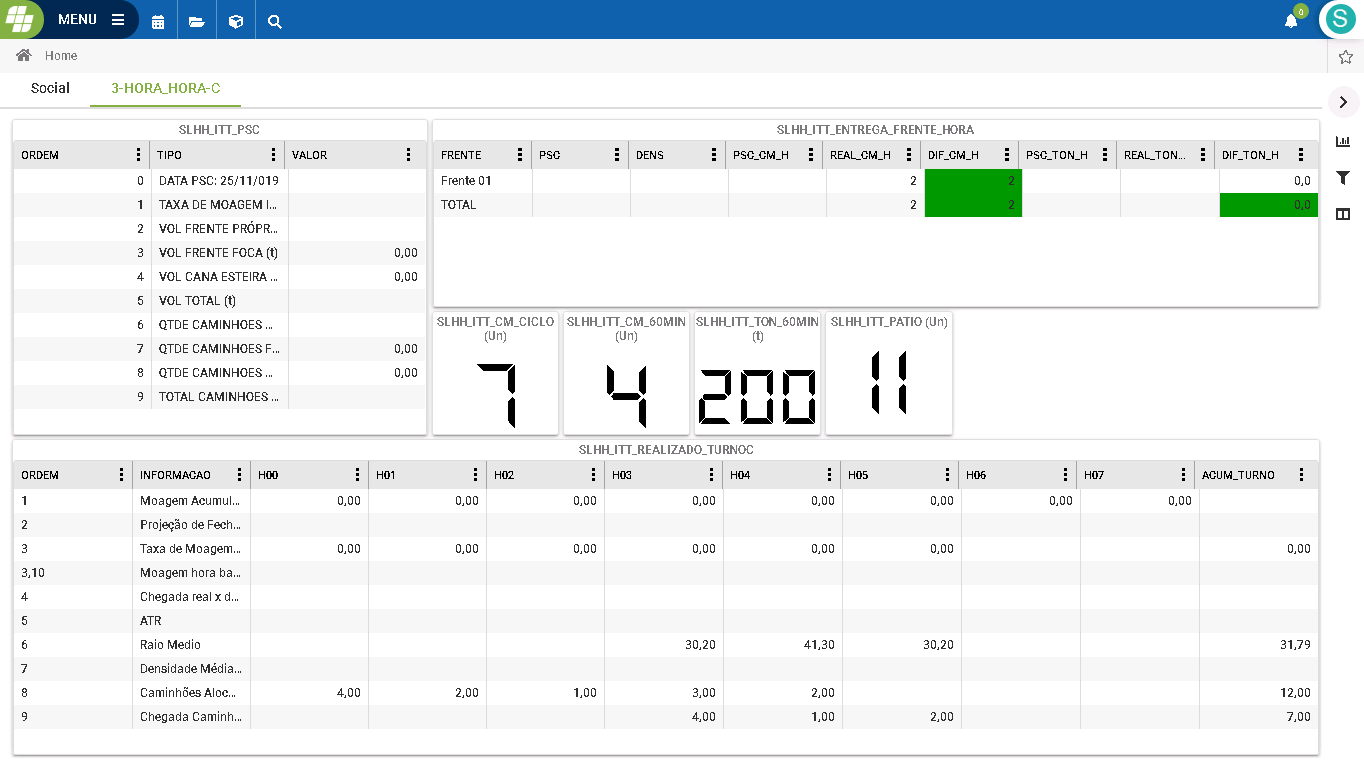 MENU
0
S
Home
Social 3-HORA_HORA-C
SLHH_ITT_PSC
ORDEM TIPO VALOR
0 DATA PSC: 25/11/019
1 TAXA DE MOAGEM I...
2 VOL FRENTE PRÓPR...
3 VOL FRENTE FOCA (t) 0,00
4 VOL CANA ESTEIRA ... 0,00
5 VOL TOTAL (t)
6 QTDE CAMINHOES ...
7 QTDE CAMINHOES F... 0,00
8 QTDE CAMINHOES ... 0,00
9 TOTAL CAMINHOES ...
SLHH_ITT_ENTREGA_FRENTE_HORA
FRENTE PSC DENS PSC_CM_H REAL_CM_H DIF_CM_H PSC_TON_H REAL_TON... DIF_TON_H
Frente 01 2 2 0,0
TOTAL 2 2 0,0
SLHH_ITT_CM_CICLO
(Un)
7
SLHH_ITT_CM_60MIN
(Un)
4
SLHH_ITT_TON_60MIN
(t)
200
SLHH_ITT_PATIO (Un)
11
SLHH_ITT_REALIZADO_TURNOC
ORDEM INFORMACAO H00 H01 H02 H03 H04 H05 H06 H07 ACUM_TURNO
1 Moagem Acumul... 0,00 0,00 0,00 0,00 0,00 0,00 0,00 0,00
2 Projeção de Fech...
3 Taxa de Moagem... 0,00 0,00 0,00 0,00 0,00 0,00 0,00
3,10 Moagem hora ba...
4 Chegada real x d...
5 ATR
6 Raio Medio 30,20 41,30 30,20 31,79
7 Densidade Média...
8 Caminhões Aloc... 4,00 2,00 1,00 3,00 2,00 12,00
9 Chegada Caminh... 4,00 1,00 2,00 7,00